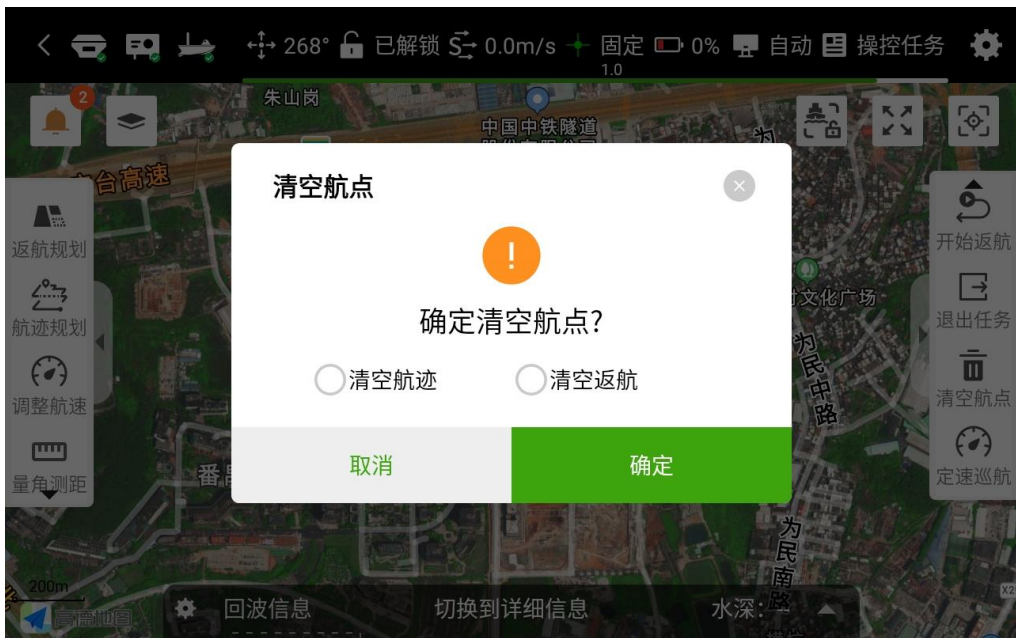 268° 已解锁 0.0m/s 固定 0% 自动 操控任务
1.0
2
朱山岗
中国中铁隧道
台高速
清空航点
返航规划
航迹规划
调整航速
量角测距
!
确定清空航点?
清空航迹 清空返航
取消 确定
开始返航
退出任务
清空航点
定速巡航
文化广场
为民中路
为民南路
200m
高德地图
回波信息 切换到详细信息 水深:
X2